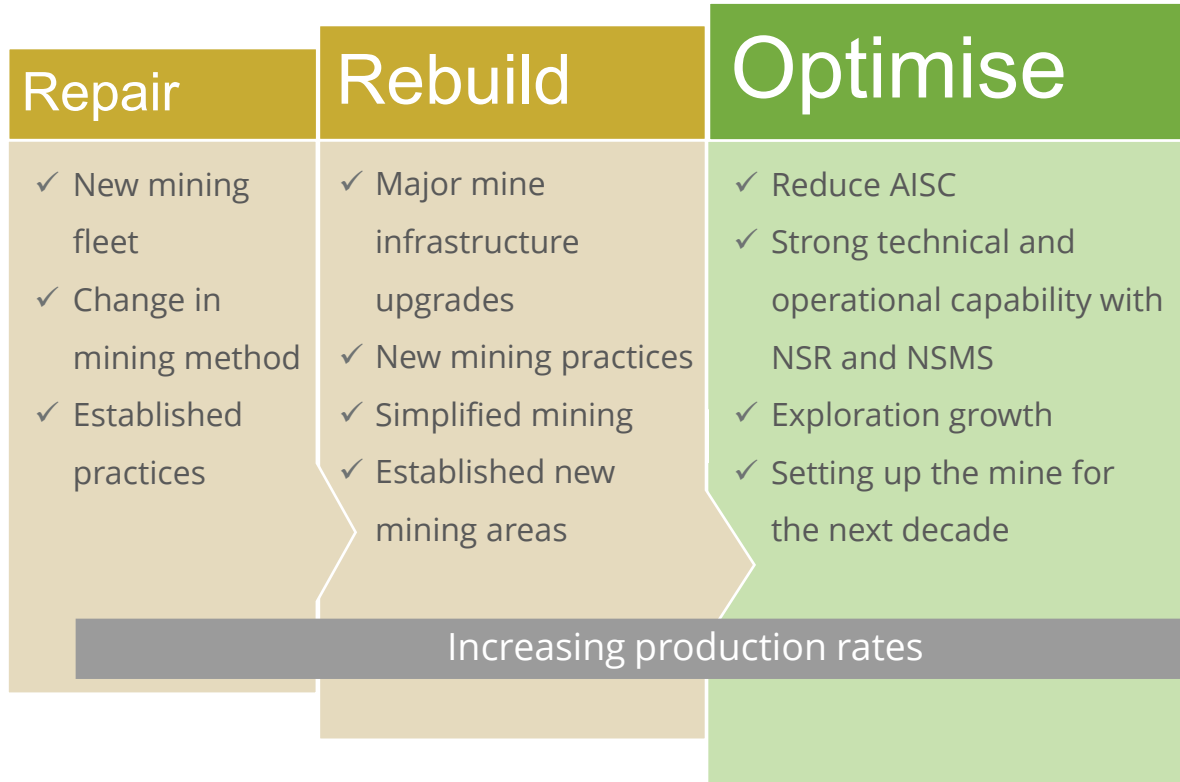 Repair
New mining
fleet
Change in
mining method
Established
practices
Rebuild
Major mine
infrastructure
upgrades
New mining practices
Simplified mining
Established new
mining areas
Optimise
Reduce AISC
Strong technical and
operational capability with
NSR and NSMS
Exploration growth
Setting up the mine for
the next decade
Increasing production rates